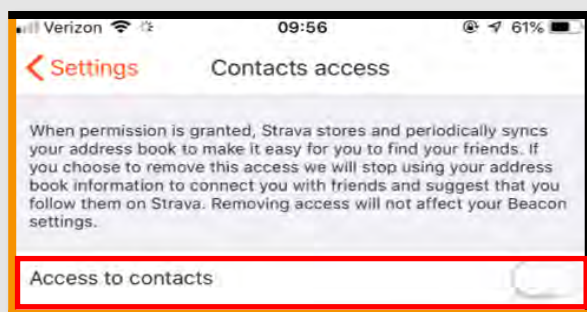 Verizon 09:56 61%
Settings Contacts access
When permission is granted, Strava stores and periodically syncs
your address book to make it easy for you to find your friends. If
you choose to remove this access we will stop using your address
book information to connect you with friends and suggest that you
follow them on Strava. Removing access will not affect your Beacon
settings.
Access to contacts